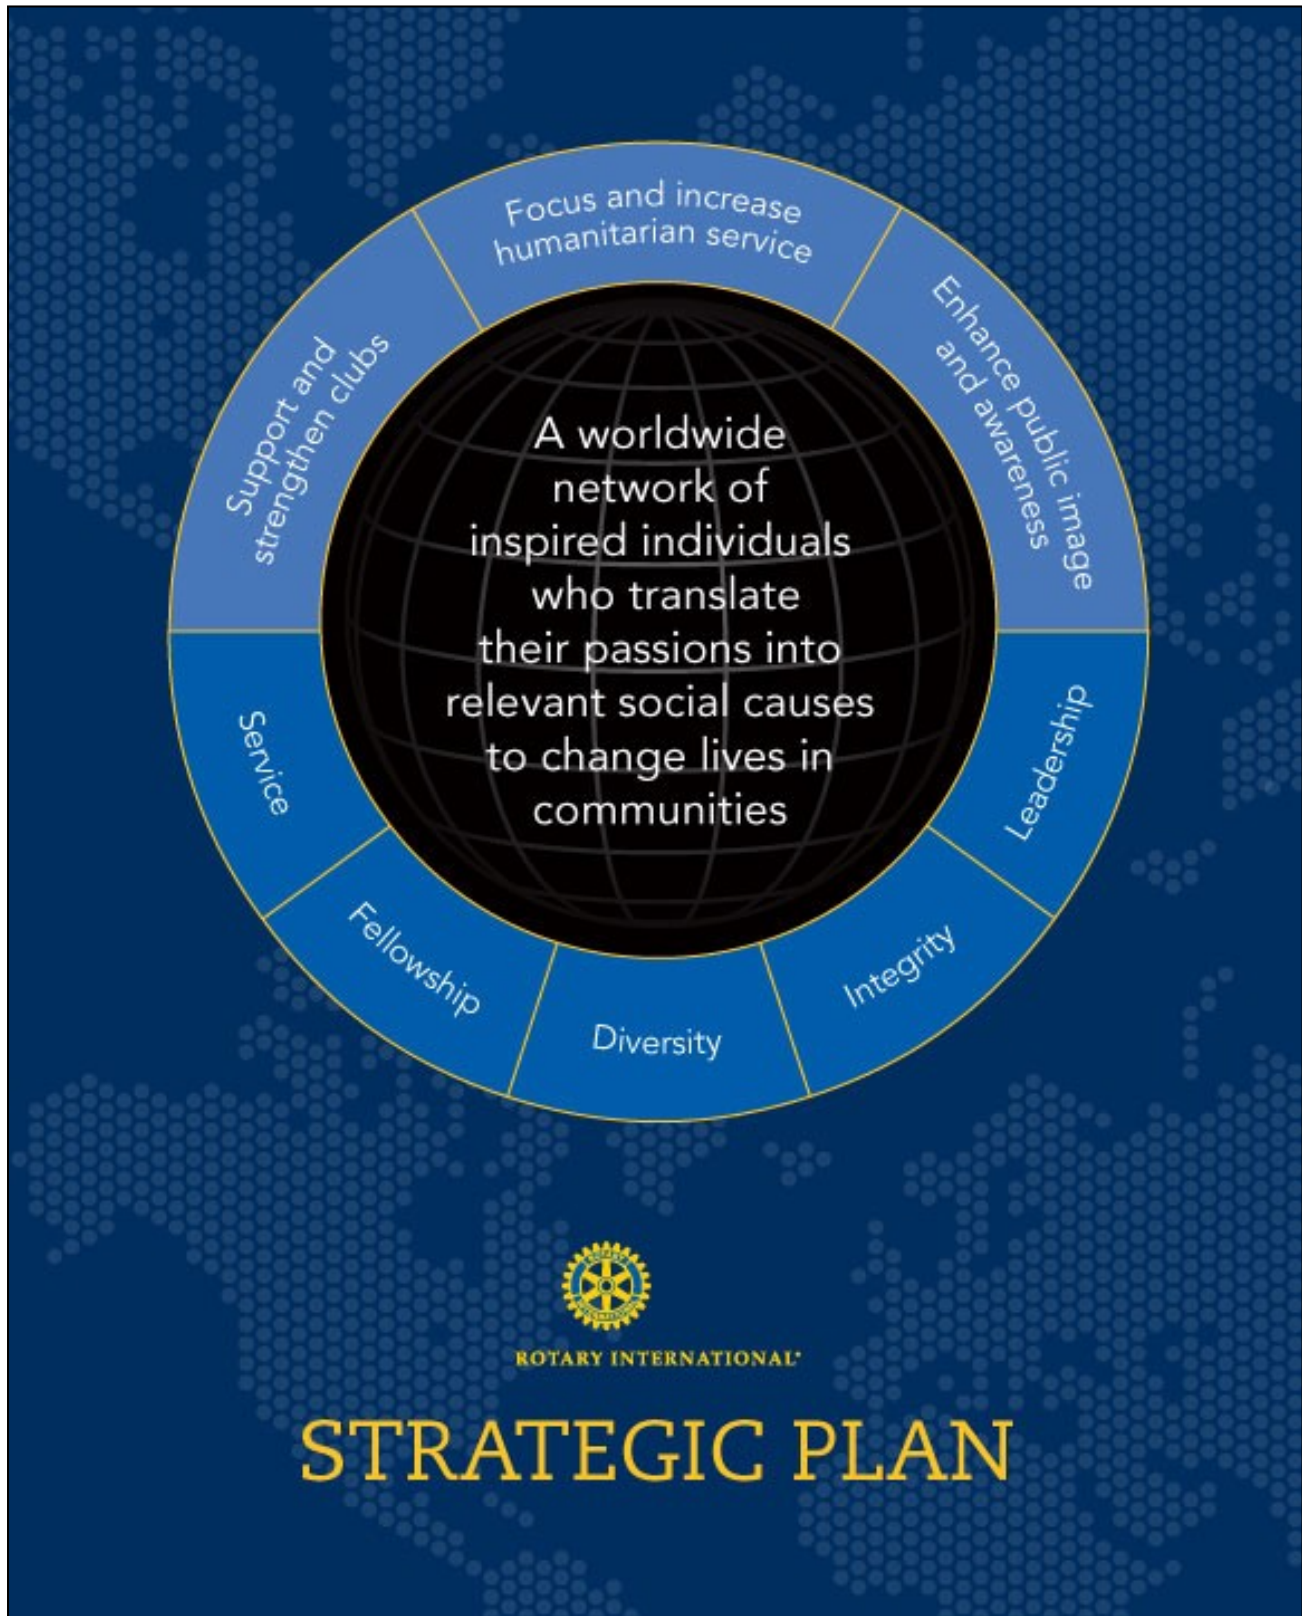 Focus and increase
humanitarian service
Support and
strengthen clubs
Enhance public image
and awareness
A worldwide
network of
inspired individuals
who translate
their passions into
relevant social causes
to change lives in
communities
Service
Fellowship
Diversity
Integrity
Leadership
ROTARY
INTERNATIONAL
ROTARY INTERNATIONAL®
STRATEGIC PLAN